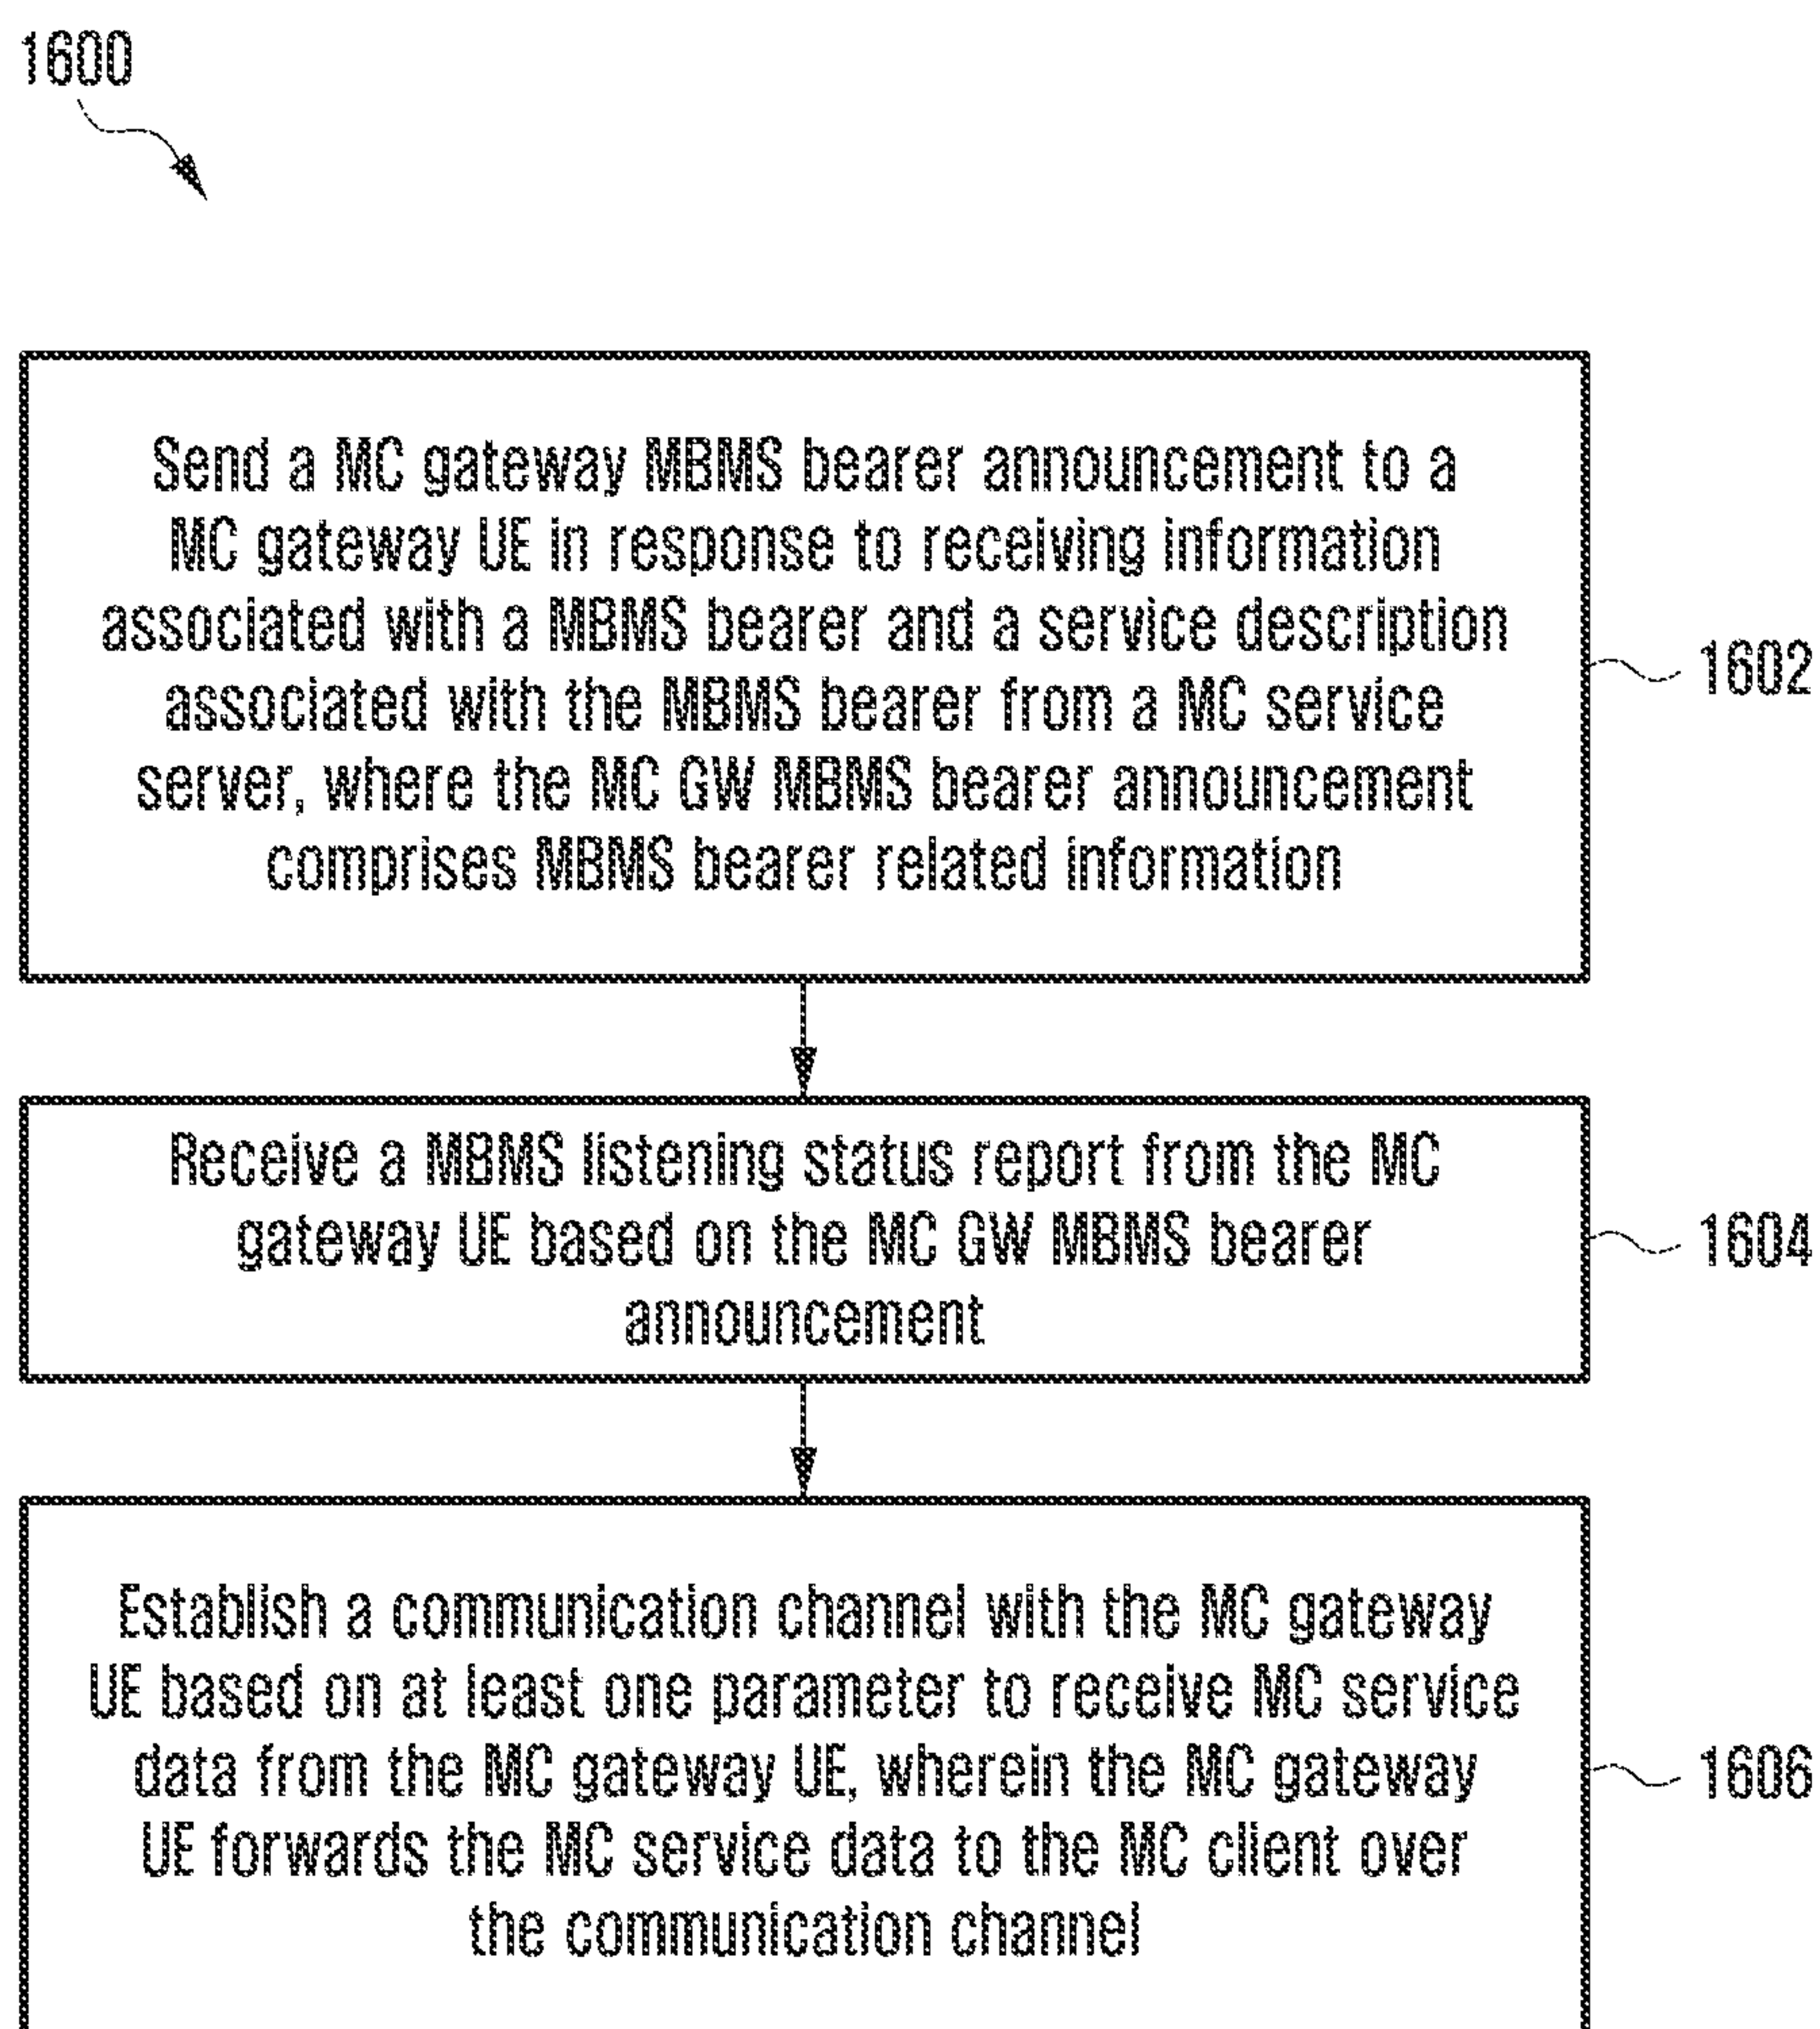 1600
Send a MC gateway MBMS bearer announcement to a
MC gateway UE in response to receiving information
associated with a MBMS bearer and a service description
associated with the MBMS bearer from a MC service
server, where the MC GW MBMS bearer announcement
comprises MBMS bearer related information
1602
Receive a MBMS listening status report from the MC
gateway UE based on the MC GW MBMS bearer
announcement
1604
Establish a communication channel with the MC gateway
UE based on at least one parameter to receive MC service
data from the MC gateway UE, wherein the MC gateway
UE forwards the MC service data to the MC client over
the communication channel
1606